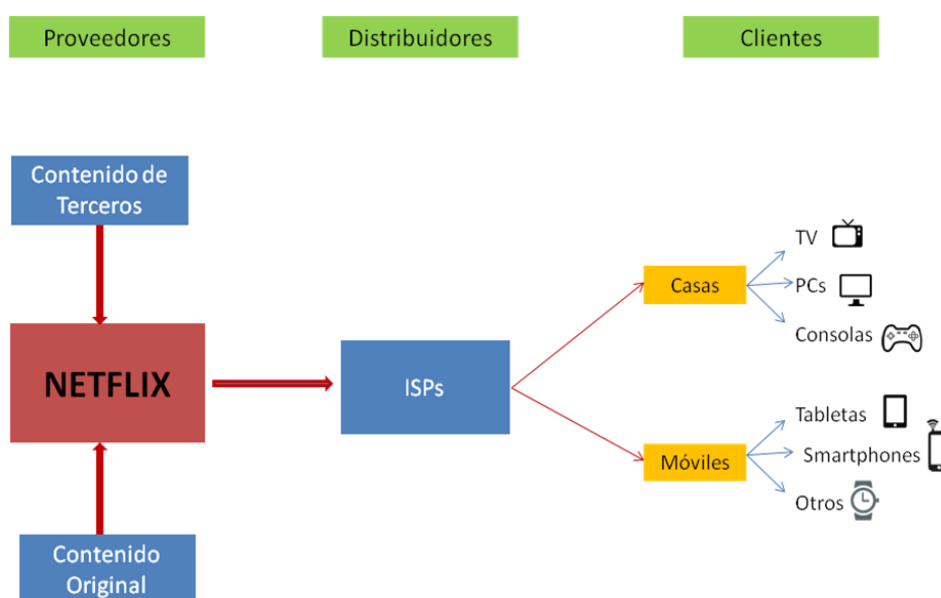 Proveedores
Distribuidores
Clientes
Contenido de
Terceros
NETFLIX
Contenido
Original
ISPs
Casas
TV
PCs
Consolas
Móviles
Tabletas
Smartphones
Otros